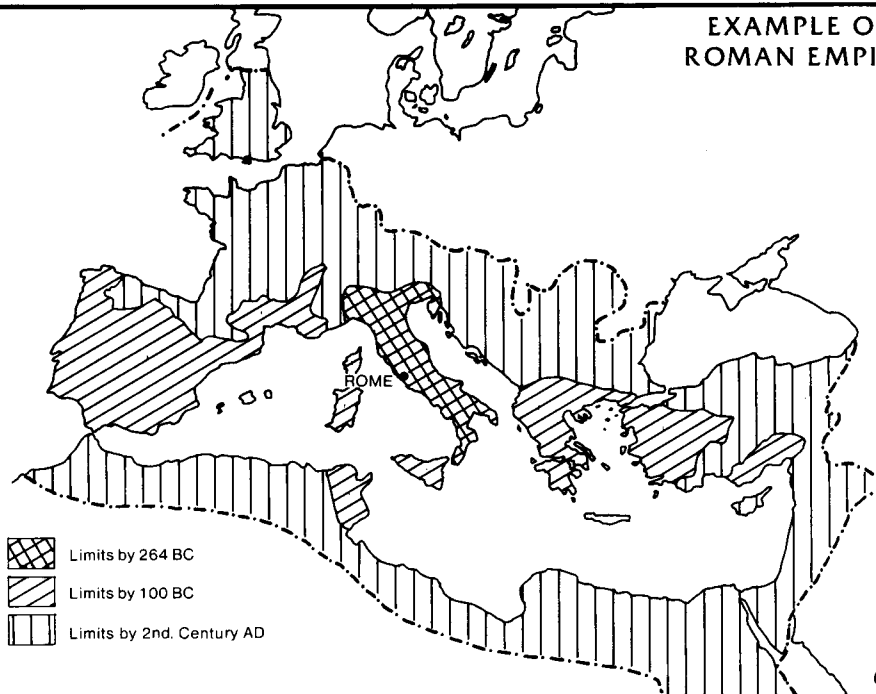 EXAMPLE O
ROMAN EMPI
ROME
Limits by 264 BC
Limits by 100 BC
Limits by 2nd. Century AD